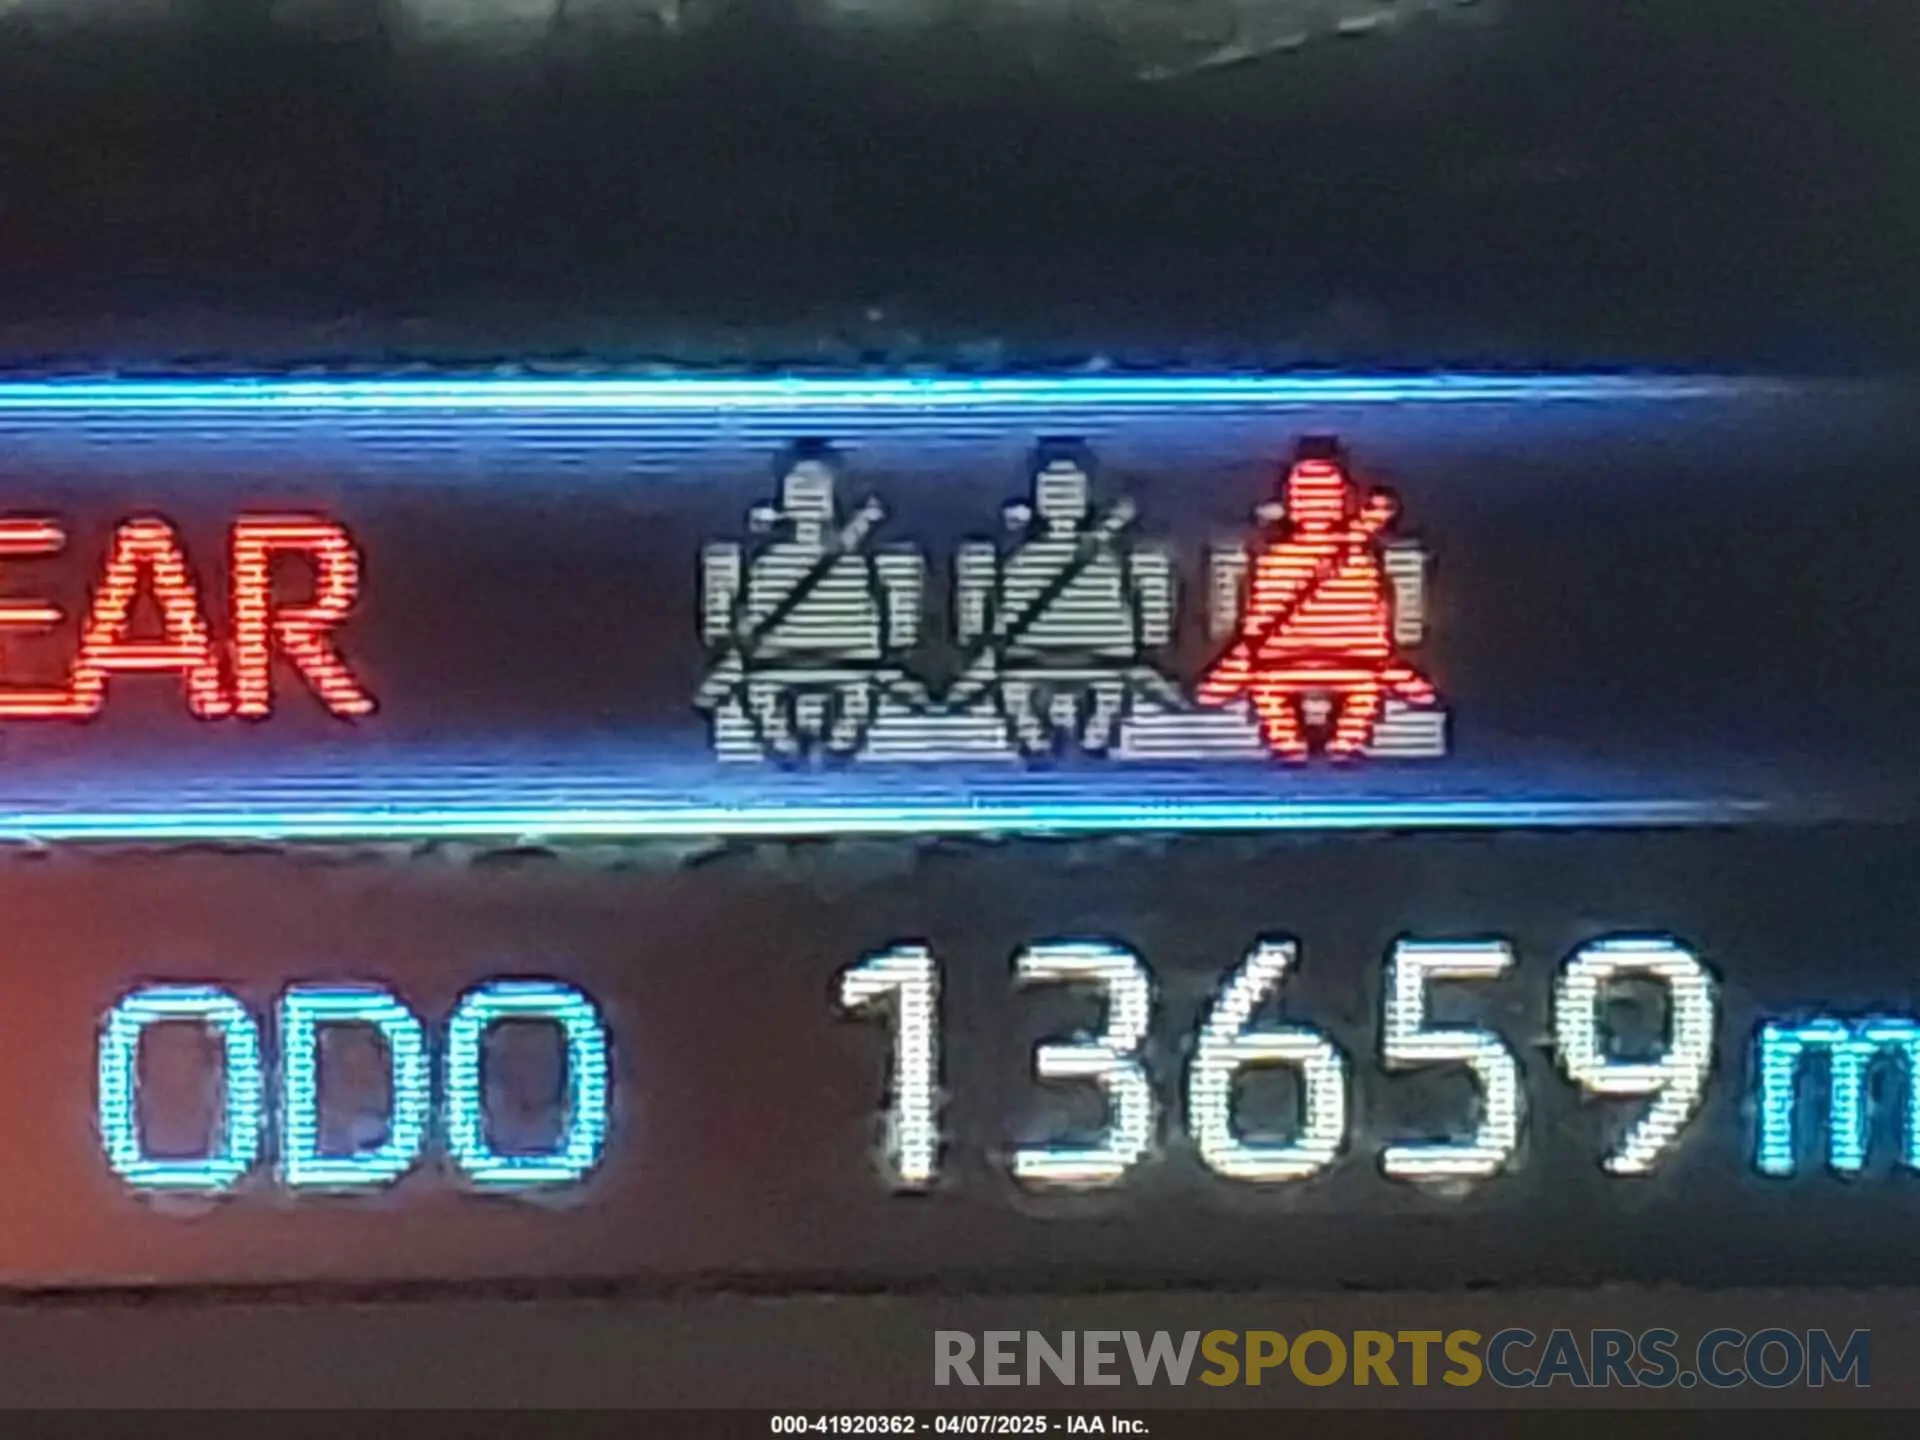 EAR
ODO 13659 m
RENEWSPORTSCARS.COM
000-41920362 - 04/07/2025 - IAA Inc.